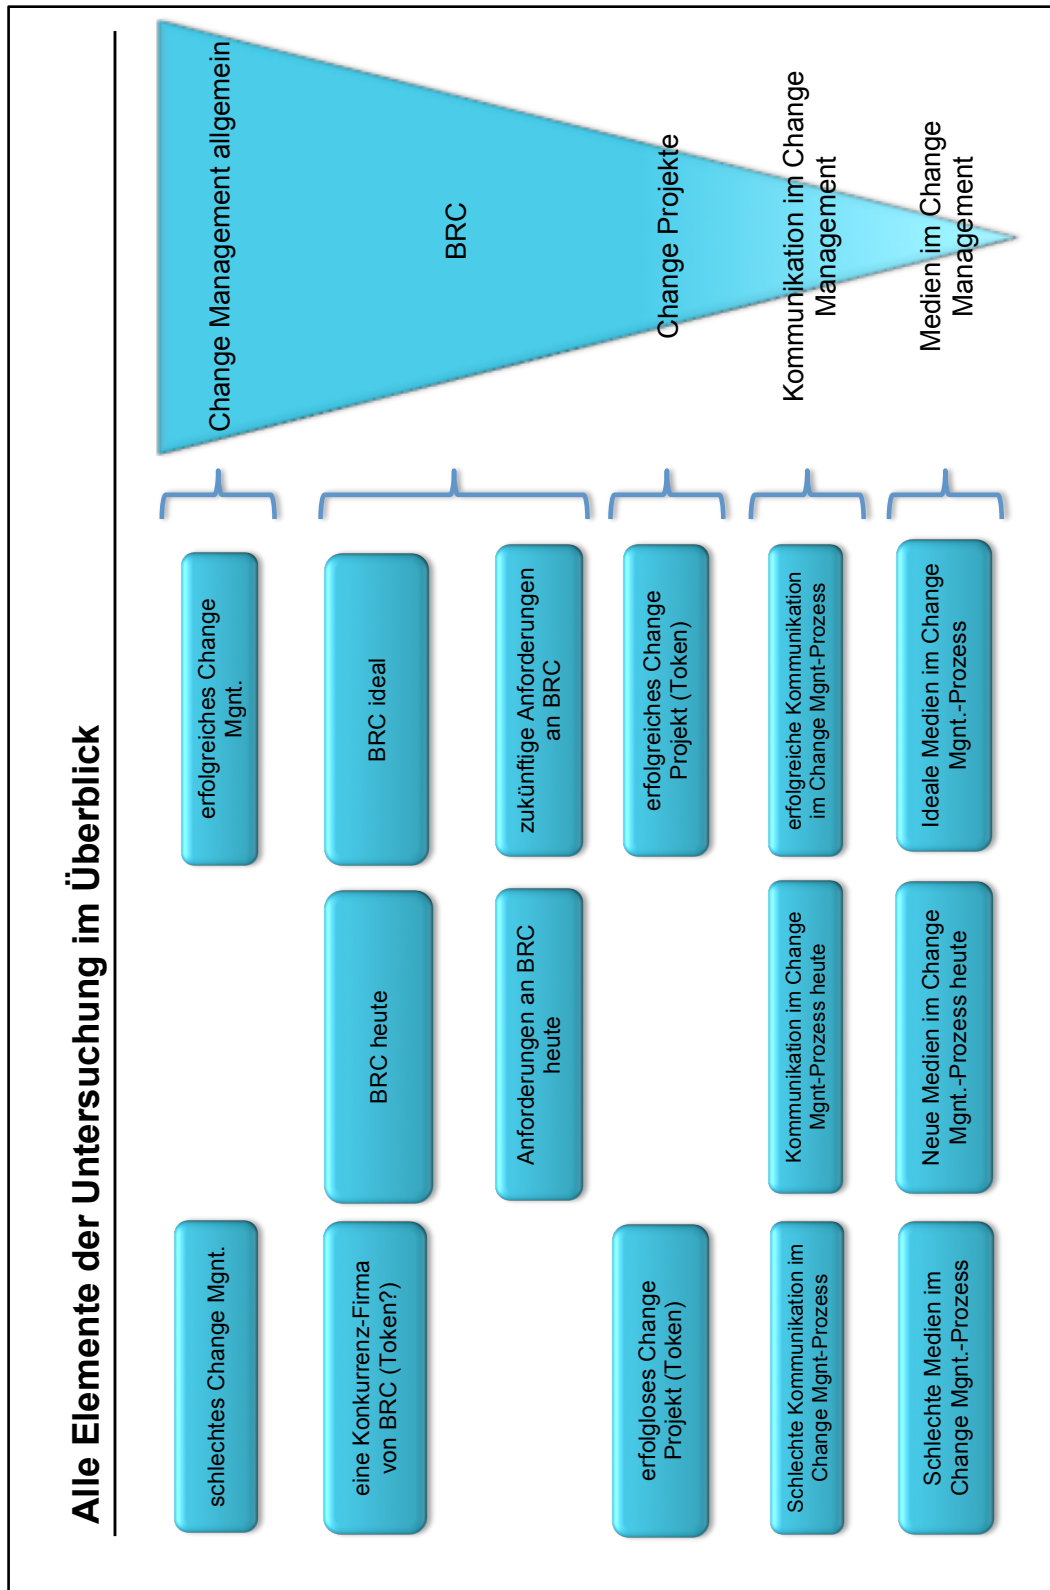 Alle Elemente der Untersuchung im Überblick
schlechtes Change Mgnt.
erfolgreiches Change
Mgnt.
Change Management allgemein
eine Konkurrenz-Firma
von BRC (Token?)
BRC heute
BRC ideal
BRC
Anforderungen an BRC
heute
zukünftige Anforderungen
an BRC
erfolgloses Change
Projekt (Token)
erfolgreiches Change
Projekt (Token)
Change Projekte
Schlechte Kommunikation im
Change Mgnt-Prozess
Kommunikation im Change
Mgnt-Prozess heute
erfolgreiche Kommunikation
im Change Mgnt-Prozess
Kommunikation im Change
Management
Schlechte Medien im
Change Mgnt.-Prozess
Neue Medien im Change
Mgnt.-Prozess heute
Ideale Medien im Change
Mgnt.-Prozess
Medien im Change
Management